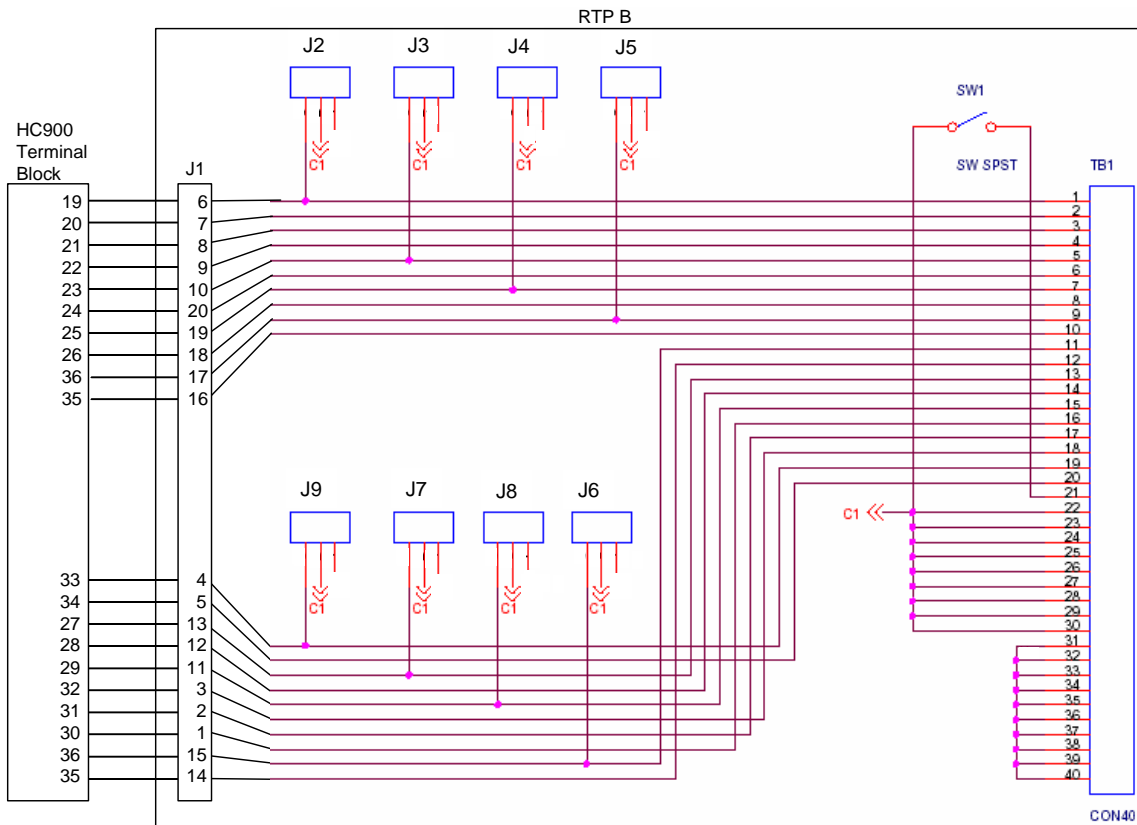 RTP B
J2 J3 J4 J5
SW1
HC900
Terminal
Block
J1
C1 C1 C1 C1
SW SPST
TB1
19 6 1
20 7 2
21 8 3
22 9 4
23 10 5
24 20 6
25 19 7
26 18 8
36 17 9
35 16 10
11
12
13
14
15
16
17
18
19
20
21
J9 J7 J8 J6
C1
22
23
24
25
26
27
28
29
30
C1 C1 C1 C1
33 4
34 5
27 13
28 12
29 11
32 3
31 2
30 1
36 15
35 14
31
32
33
34
35
36
37
38
39
40
CON40